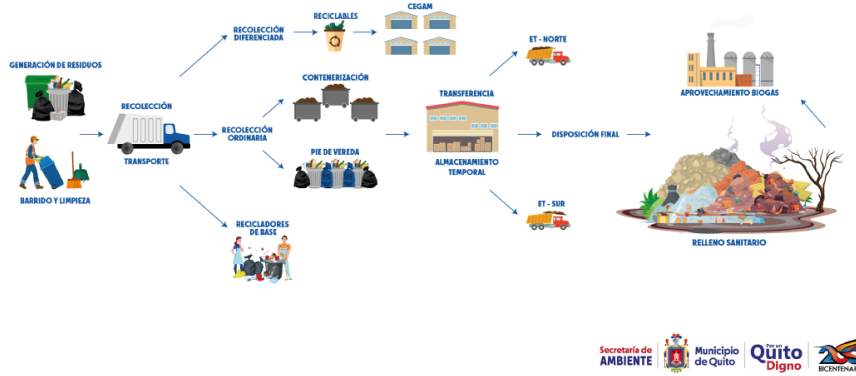 GENERACIÓN DE RESIDUOS
BARRIDO Y LIMPIEZA
RECOLECCIÓN
TRANSPORTE
RECOLECCIÓN
DIFERENCIADA
RECICLABLES
CEGAM
RECOLECCIÓN
ORDINARIA
CONTENERIZACIÓN
PIE DE VEREDA
RECICLADORES
DE BASE
TRANSFERENCIA
ALMACENAMIENTO
TEMPORAL
ET - NORTE
ET - SUR
DISPOSICIÓN FINAL
APROVECHAMIENTO BIOGAS
RELLENO SANITARIO
Secretaría de
AMBIENTE
Municipio
de Quito
Por un
Quito
Digno